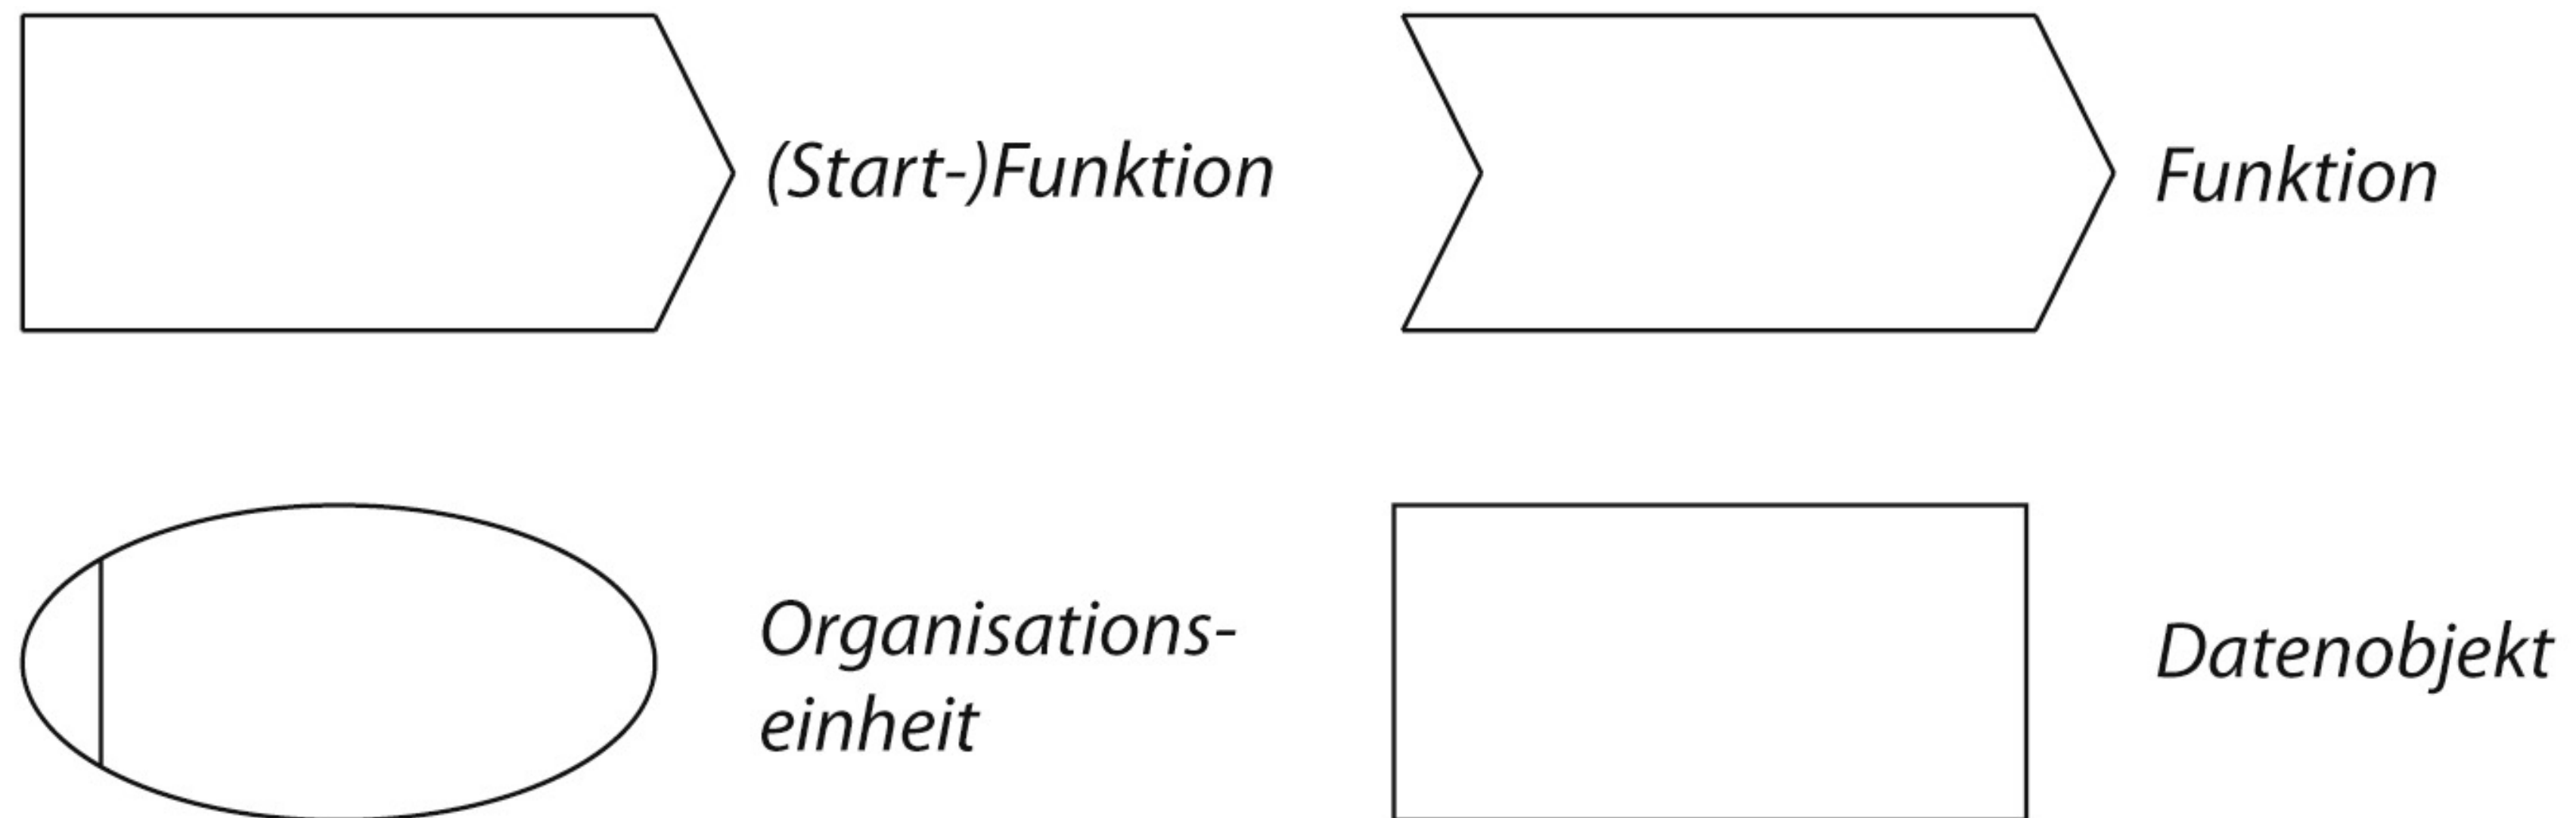 (Start-)Funktion
Funktion
Organisations-
einheit
Datenobjekt